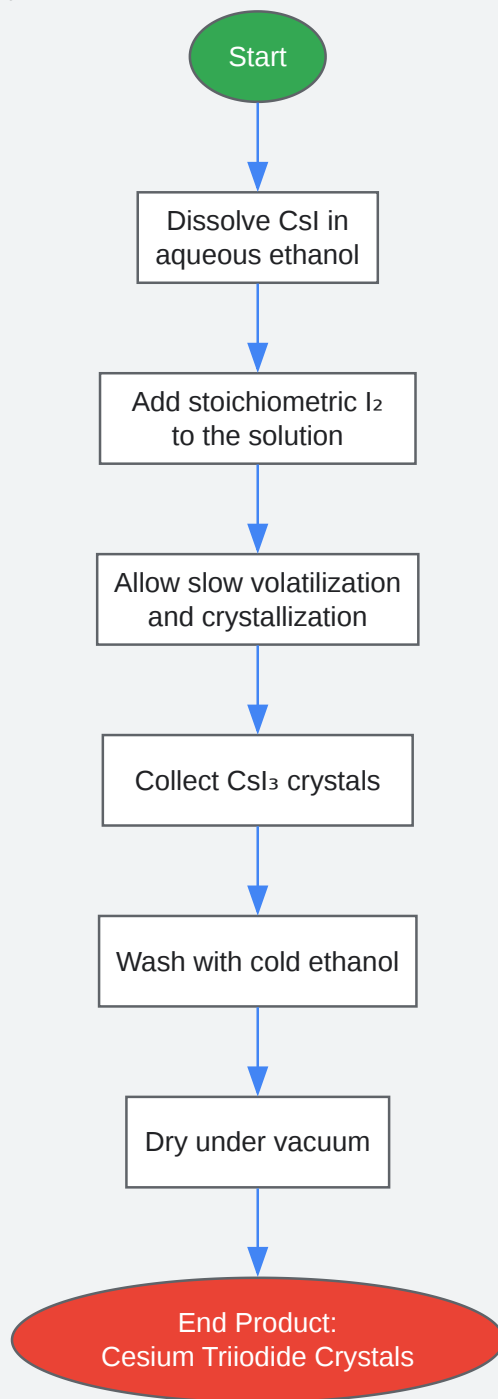 Start
Dissolve CsI in
aqueous ethanol
Add stoichiometric I₂
to the solution
Allow slow volatilization
and crystallization
Collect CsI₃ crystals
Wash with cold ethanol
Dry under vacuum
End Product:
Cesium Triiodide Crystals